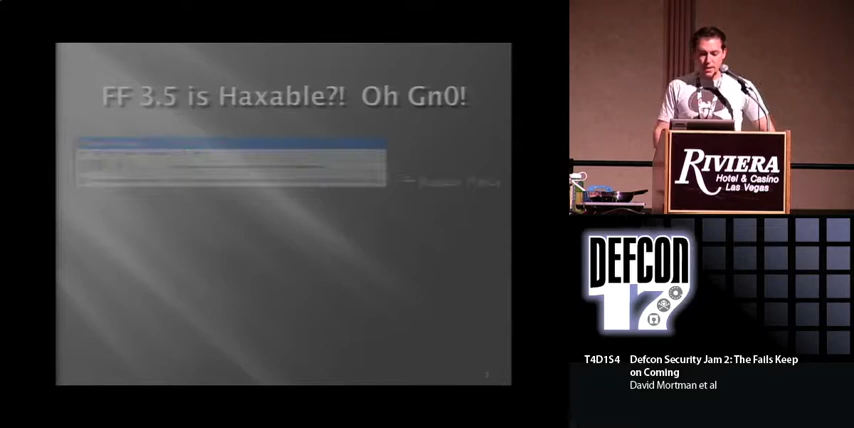 FF 3.5 is Haxable?! Oh Gn0!
RIVIERA
Hotel & Casino
Las Vegas
DEFCON
17
T4D1S4 Defcon Security Jam 2: The Fails Keep
on Coming
David Mortman et al